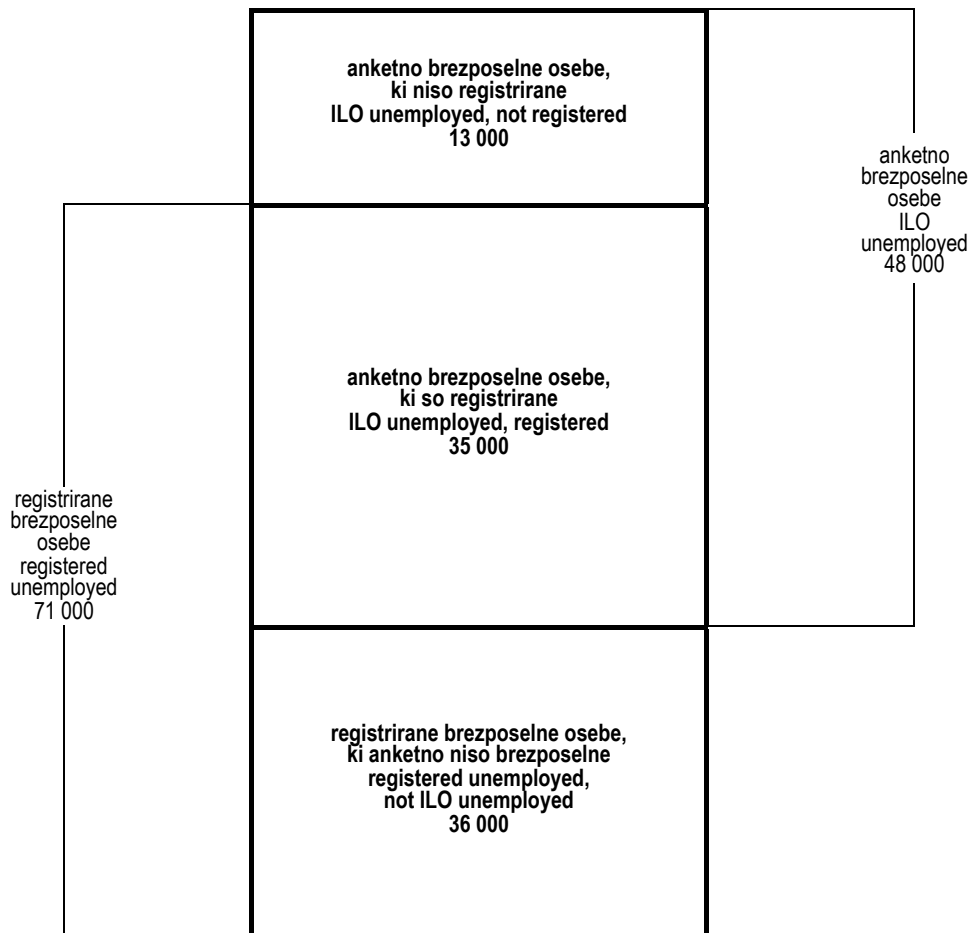 anketno brezposelne osebe,
ki niso registrirane
ILO unemployed, not registered
13 000
anketno
brezposelne
osebe
ILO
unemployed
48 000
anketno brezposelne osebe,
ki so registrirane
ILO unemployed, registered
35 000
registrirane
brezposelne
osebe
registered
unemployed
71 000
registrirane brezposelne osebe,
ki anketno niso brezposelne
registered unemployed,
not ILO unemployed
36 000